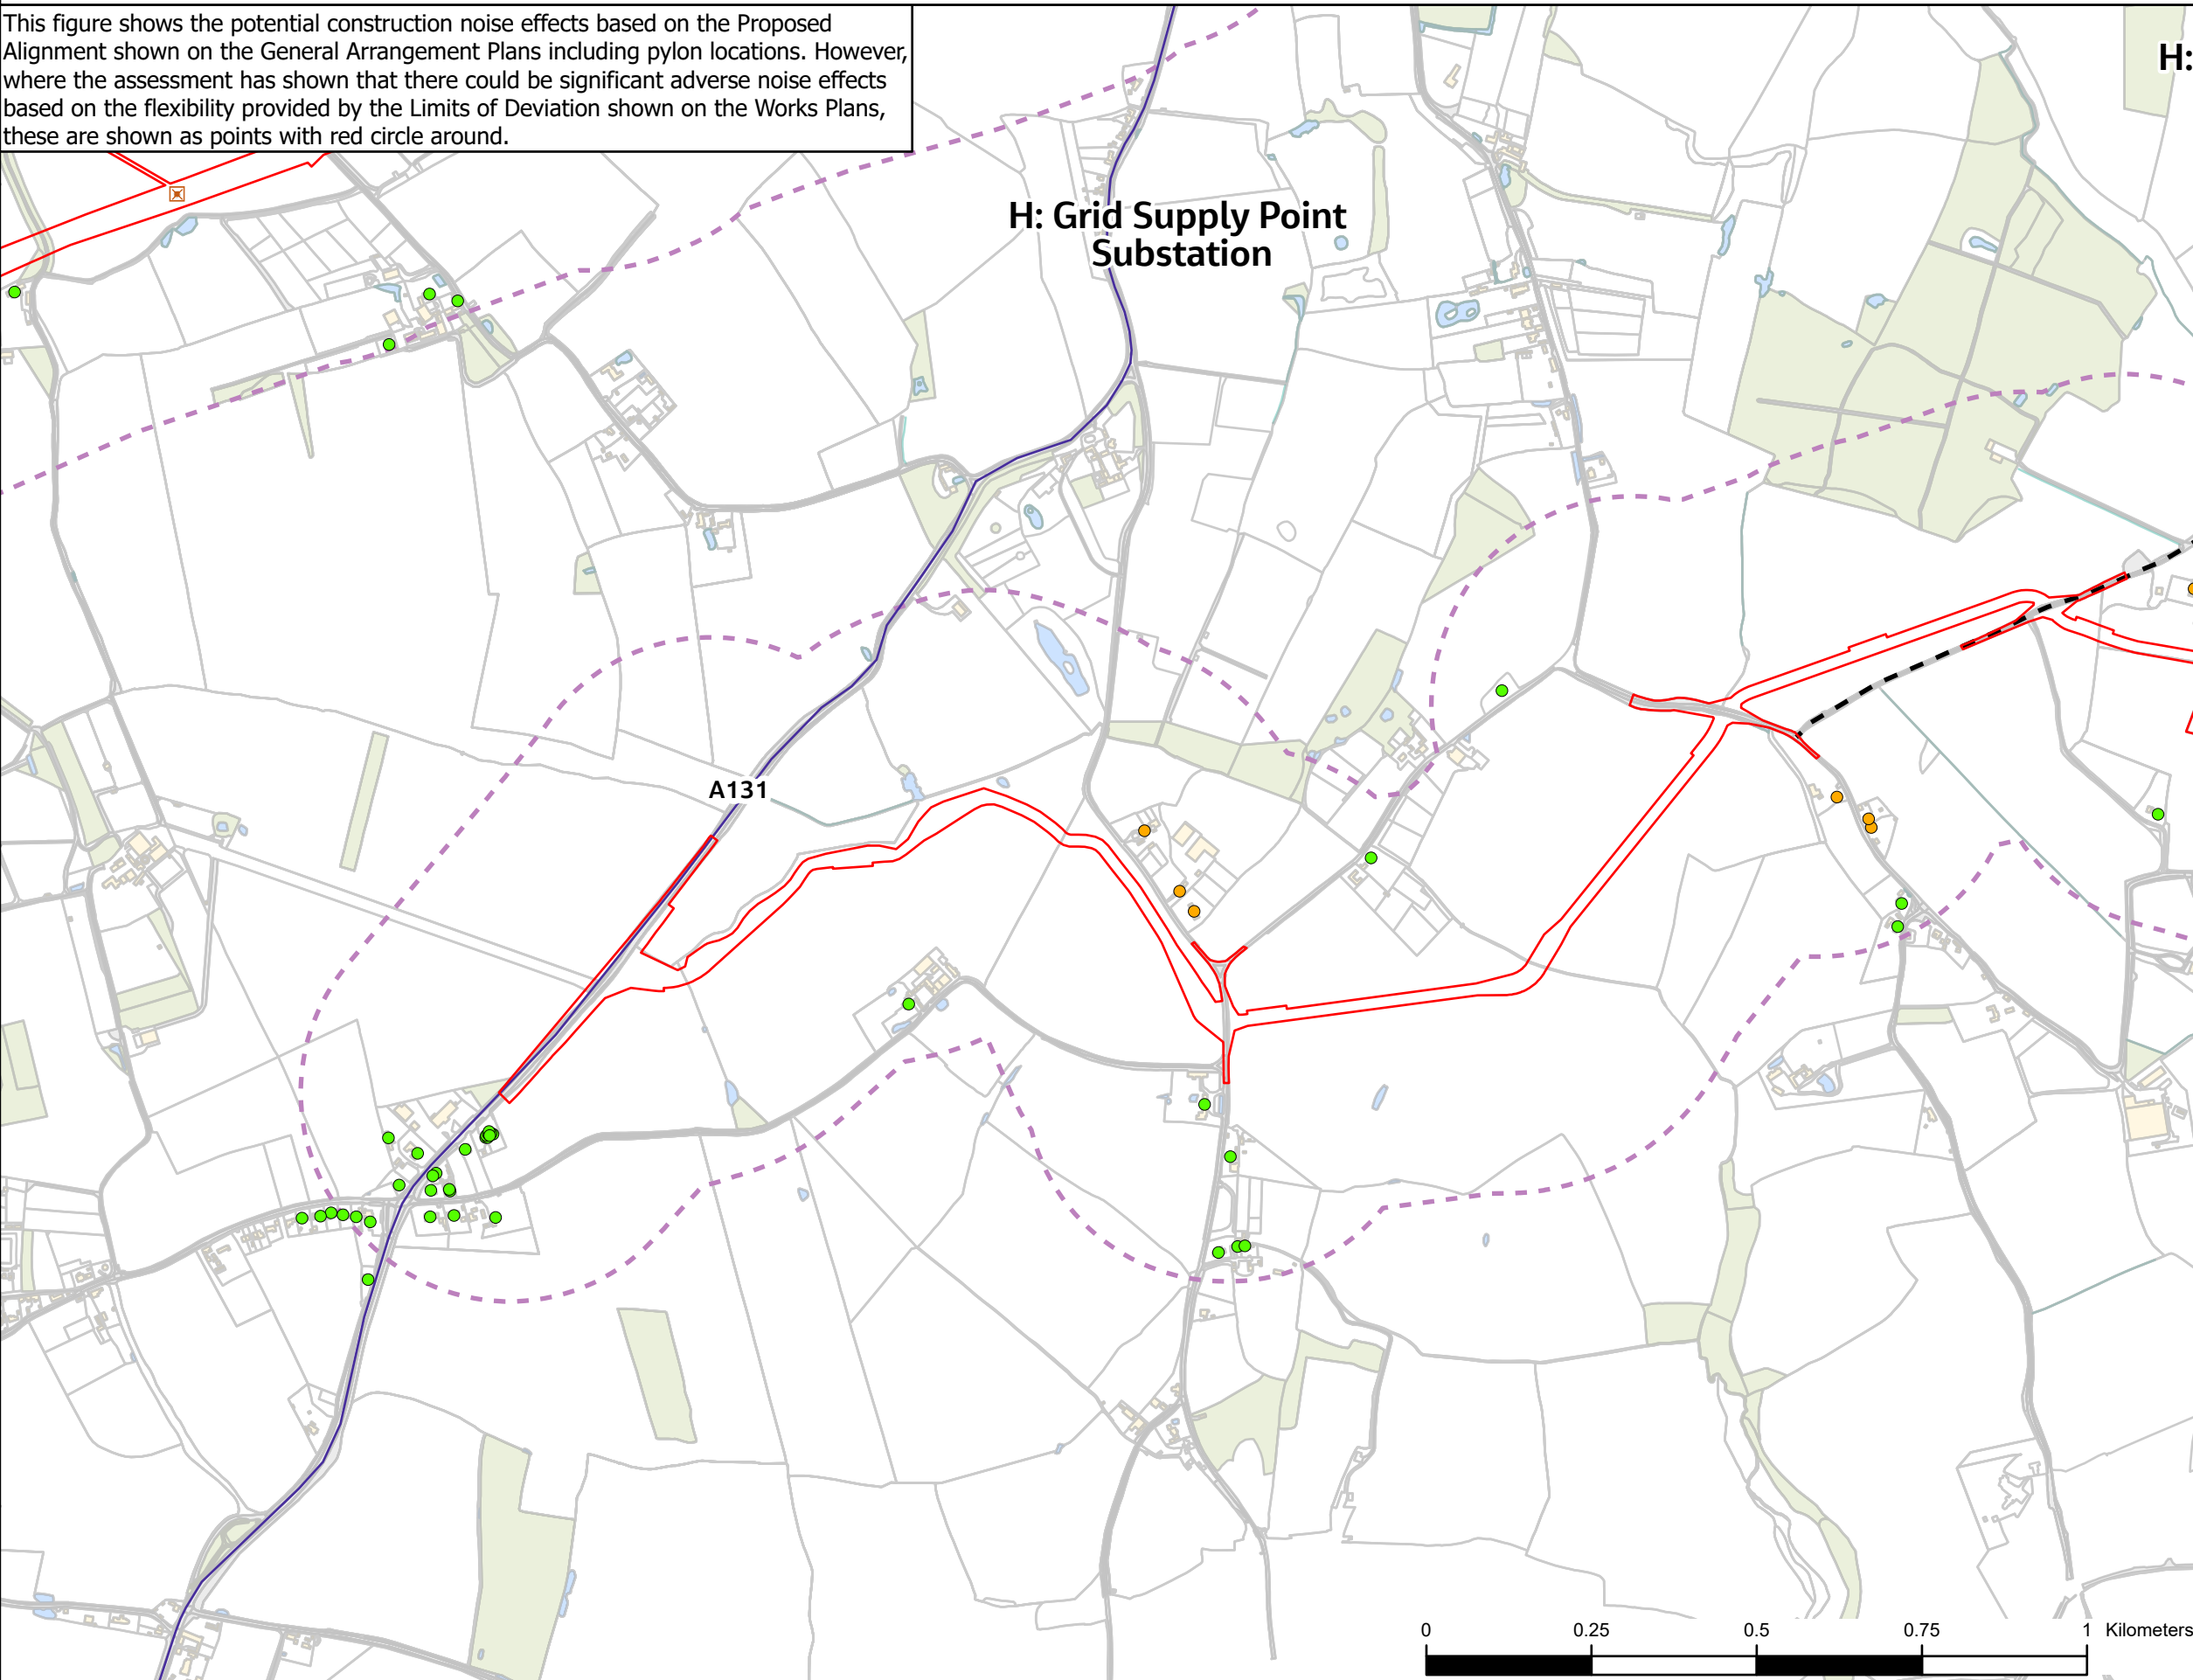 This figure shows the potential construction noise effects based on the Proposed
Alignment shown on the General Arrangement Plans including pylon locations. However,
where the assessment has shown that there could be significant adverse noise effects
based on the flexibility provided by the Limits of Deviation shown on the Works Plans,
these are shown as points with red circle around.
H:
H: Grid Supply Point
Substation
A131
0 0.25 0.5 0.75 1 Kilometers